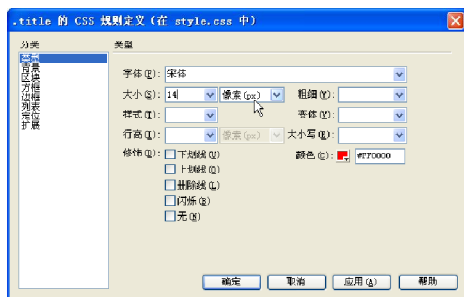 .title 的 CSS 规则定义（在 style.css 中）
分类
类型
类型
背景
区块
方框
边框
列表
定位
扩展
字体(F): 宋体
大小(S): 14 像素(px) 粗细(W):
样式(T): 变体(V):
行高(I): 像素(px) 大小写(R):
修饰(D): 下划线(U) 颜色(C): #FF0000
上划线(O)
删除线(L)
闪烁(B)
无(N)
确定 取消 应用(A) 帮助